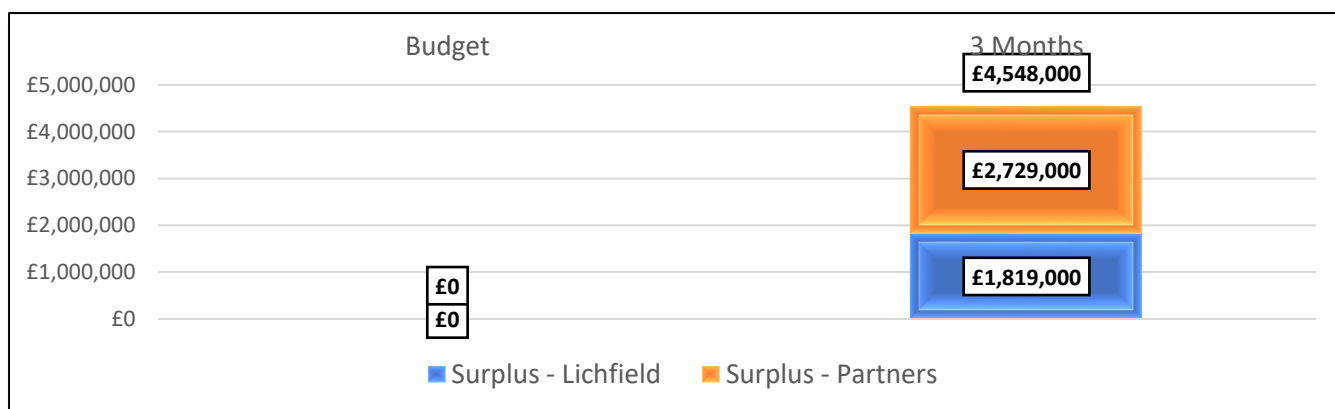 Budget
3 Months
£4,548,000
£5,000,000
£4,000,000
£3,000,000
£2,729,000
£2,000,000
£1,000,000
£1,819,000
£0
£0
£0
Surplus - Lichfield
Surplus - Partners